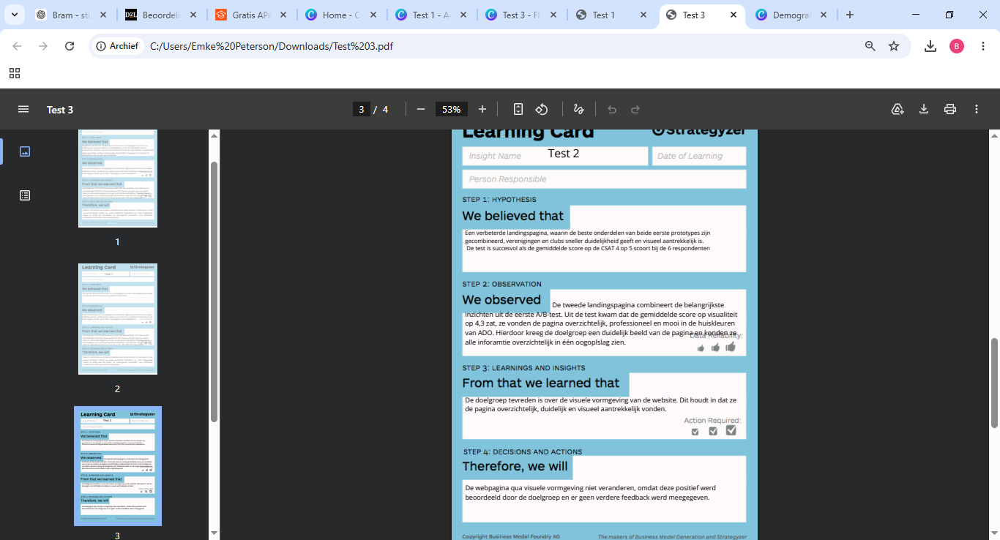 Bram - stu
Beoordeli
Gratis APA
Home - C
Test 1 - A
Test 3 - Fl
Test 1
Test 3
Demogra
Archief
C:/Users/Emke%20Peterson/Downloads/Test%203.pdf
B
Test 3
3 / 4
53%
1
2
3
Learning Card
Strategyzer
Insight Name
Test 2
Date of Learning
Person Responsible
STEP 1: HYPOTHESIS
We believed that
Een verbeterde landingspagina, waarin de beste onderdelen van beide eerste prototypes zijn
gecombineerd, verenigingen en clubs sneller duidelijkheid geeft en visueel aantrekkelijk is.
De test is succesvol als de gemiddelde score op de CSAT 4 op 5 scoort bij de 6 respondenten
STEP 2: OBSERVATION
We observed
De tweede landingspagina combineert de belangrijkste
inzichten uit de eerste A/B-test. Uit de test kwam dat de gemiddelde score op visualiteit
op 4,3 zat, ze vonden de pagina overzichtelijk, professioneel en mooi in de huiskleuren
van ADO. Hierdoor kreeg de doelgroep een duidelijk beeld van de pagina en konden ze
alle inforamtie overzichtelijk in één oogoplslag zien.
Data Reliability:
STEP 3: LEARNINGS AND INSIGHTS
From that we learned that
De doelgroep tevreden is over de visuele vormgeving van de website. Dit houdt in dat ze
de pagina overzichtelijk, duidelijk en visueel aantrekkelijk vonden.
Action Required:
STEP 4: DECISIONS AND ACTIONS
Therefore, we will
De webpagina qua visuele vormgeving niet veranderen, omdat deze positief werd
beoordeeld door de doelgroep en er geen verdere feedback werd meegegeven.
Copyright Business Model Foundry AG
The makers of Business Model Generation and Strategyzer